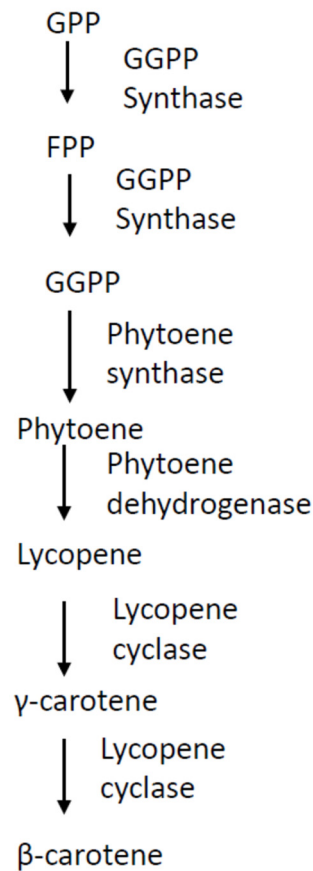 GPP
GGPP
Synthase
FPP
GGPP
Synthase
GGPP
Phytoene
synthase
Phytoene
Phytoene
dehydrogenase
Lycopene
Lycopene
cyclase
γ-carotene
Lycopene
cyclase
β-carotene